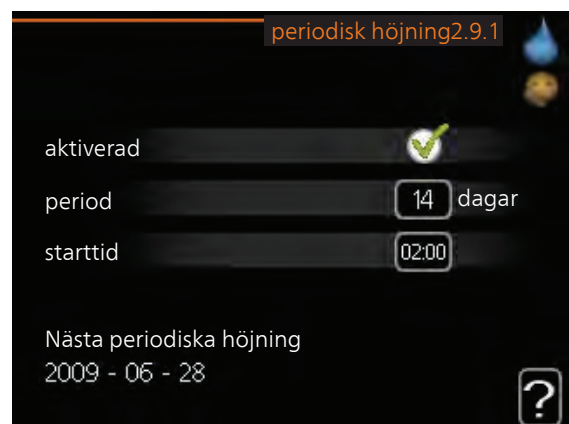 periodisk höjning2.9.1
aktiverad
period 14 dagar
starttid 02:00
Nästa periodiska höjning
2009 - 06 - 28
?